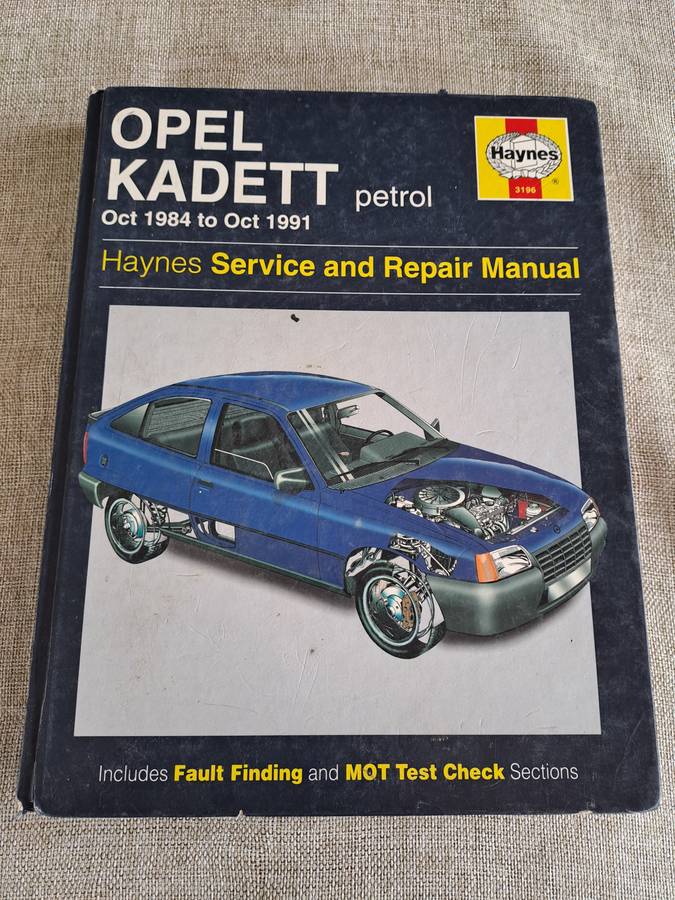 OPEL
KADETT petrol
Oct 1984 to Oct 1991
Haynes
3196
®
Haynes Service and Repair Manual
Includes Fault Finding and MOT Test Check Sections